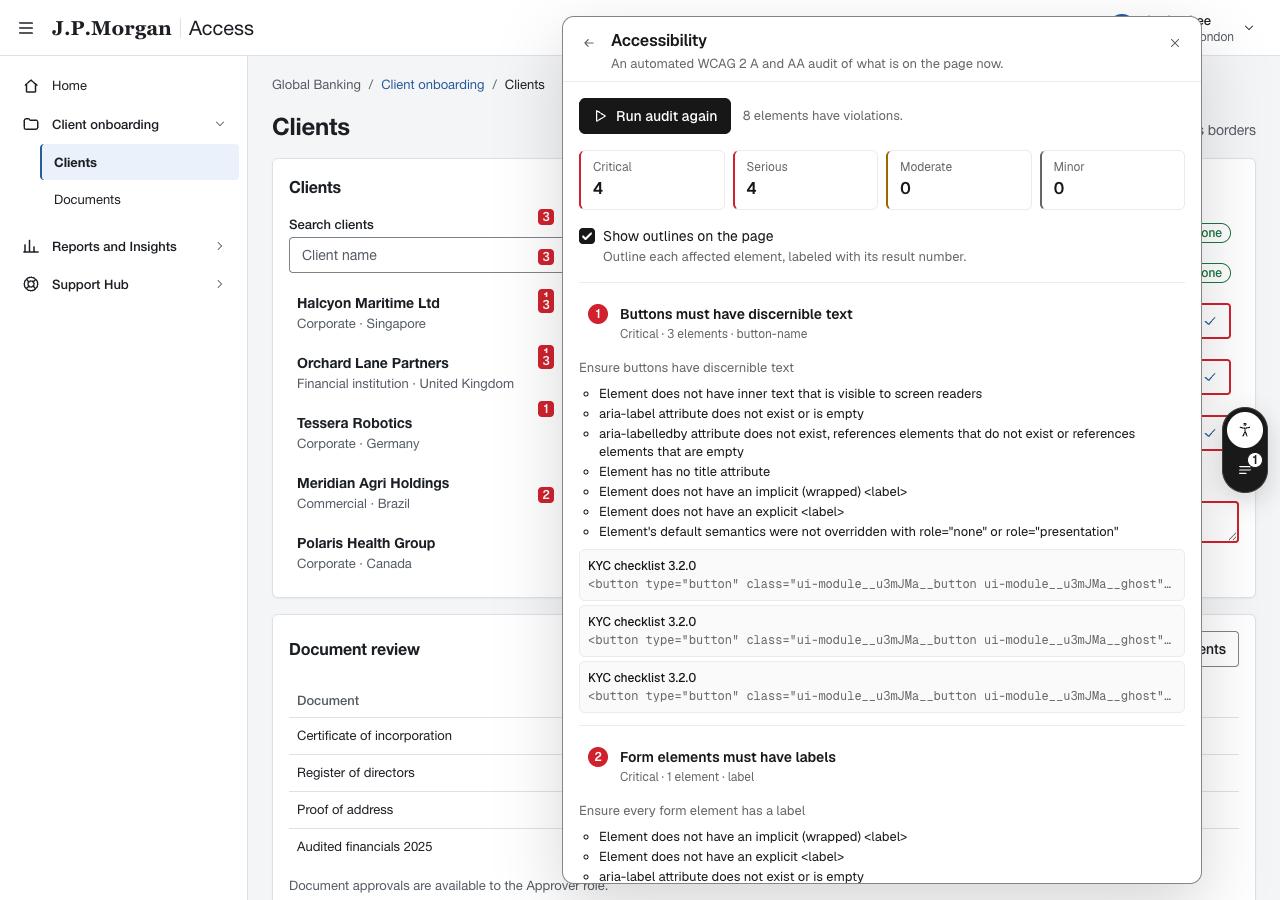 J.P.Morgan Access
ee
ondon
Home
Client onboarding
Clients
Documents
Reports and Insights
Support Hub
Global Banking / Client onboarding / Clients
Clients
borders
Clients
Search clients
Client name
Halcyon Maritime Ltd
Corporate · Singapore
Orchard Lane Partners
Financial institution · United Kingdom
Tessera Robotics
Corporate · Germany
Meridian Agri Holdings
Commercial · Brazil
Polaris Health Group
Corporate · Canada
3
3
3
3
1
2
one
one
1
Document review
ents
Document
Certificate of incorporation
Register of directors
Proof of address
Audited financials 2025
Document approvals are available to the Approver role.
Accessibility
An automated WCAG 2 A and AA audit of what is on the page now.
Run audit again
8 elements have violations.
Critical
4
Serious
4
Moderate
0
Minor
0
Show outlines on the page
Outline each affected element, labeled with its result number.
1 Buttons must have discernible text
Critical · 3 elements · button-name
Ensure buttons have discernible text
Element does not have inner text that is visible to screen readers
aria-label attribute does not exist or is empty
aria-labelledby attribute does not exist, references elements that do not exist or references
elements that are empty
Element has no title attribute
Element does not have an implicit (wrapped) <label>
Element does not have an explicit <label>
Element's default semantics were not overridden with role="none" or role="presentation"
KYC checklist 3.2.0
<button type="button" class="ui-module__u3mJMa__button ui-module__u3mJMa__ghost"…
KYC checklist 3.2.0
<button type="button" class="ui-module__u3mJMa__button ui-module__u3mJMa__ghost"…
KYC checklist 3.2.0
<button type="button" class="ui-module__u3mJMa__button ui-module__u3mJMa__ghost"…
2 Form elements must have labels
Critical · 1 element · label
Ensure every form element has a label
Element does not have an implicit (wrapped) <label>
Element does not have an explicit <label>
aria-label attribute does not exist or is empty